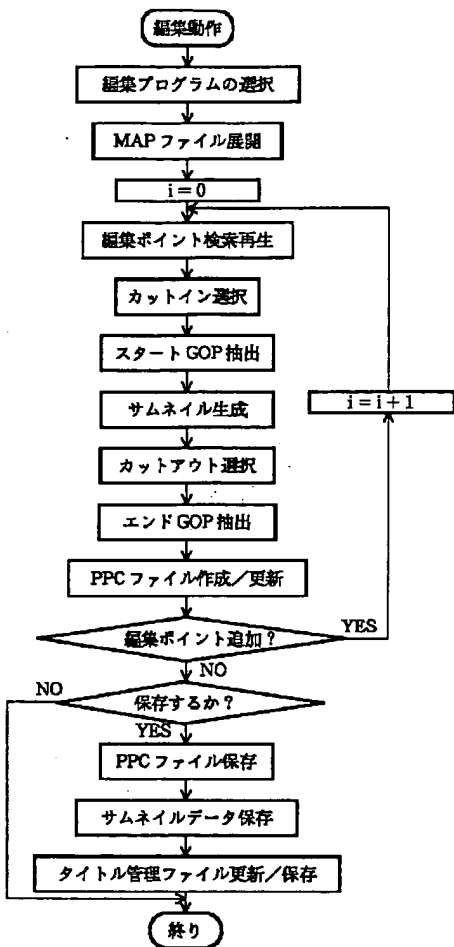 編集動作
編集プログラムの選択
MAPファイル展開
i=0
編集ポイント検索再生
カットイン選択
スタートGOP抽出
サムネイル生成
i=i+1
カットアウト選択
エンドGOP抽出
PPCファイル作成/更新
編集ポイント追加?
YES
NO
保存するか?
NO
YES
PPCファイル保存
サムネイルデータ保存
タイトル管理ファイル更新/保存
終り